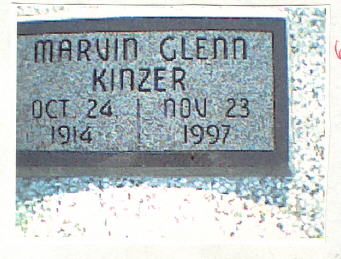 MARVIN GLENN
KINZER
OCT 24 | NOV 23
1914 | 1997